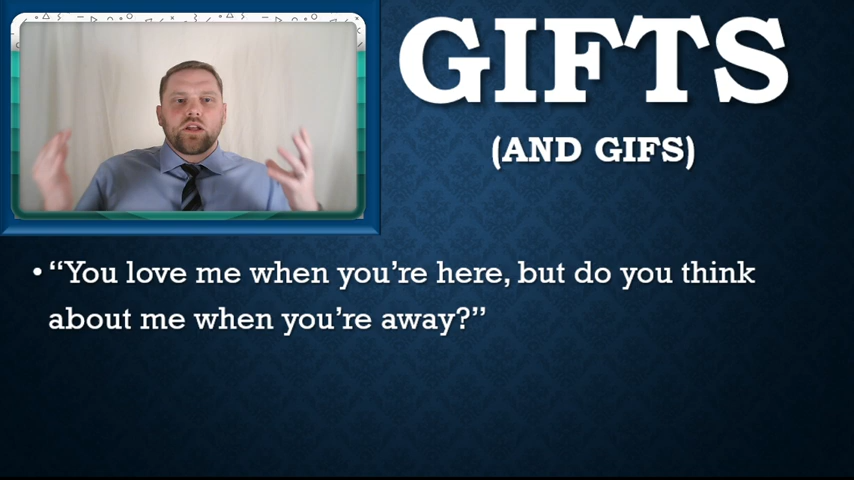 GIFTS
(AND GIFS)
• “You love me when you’re here, but do you think
about me when you’re away?”